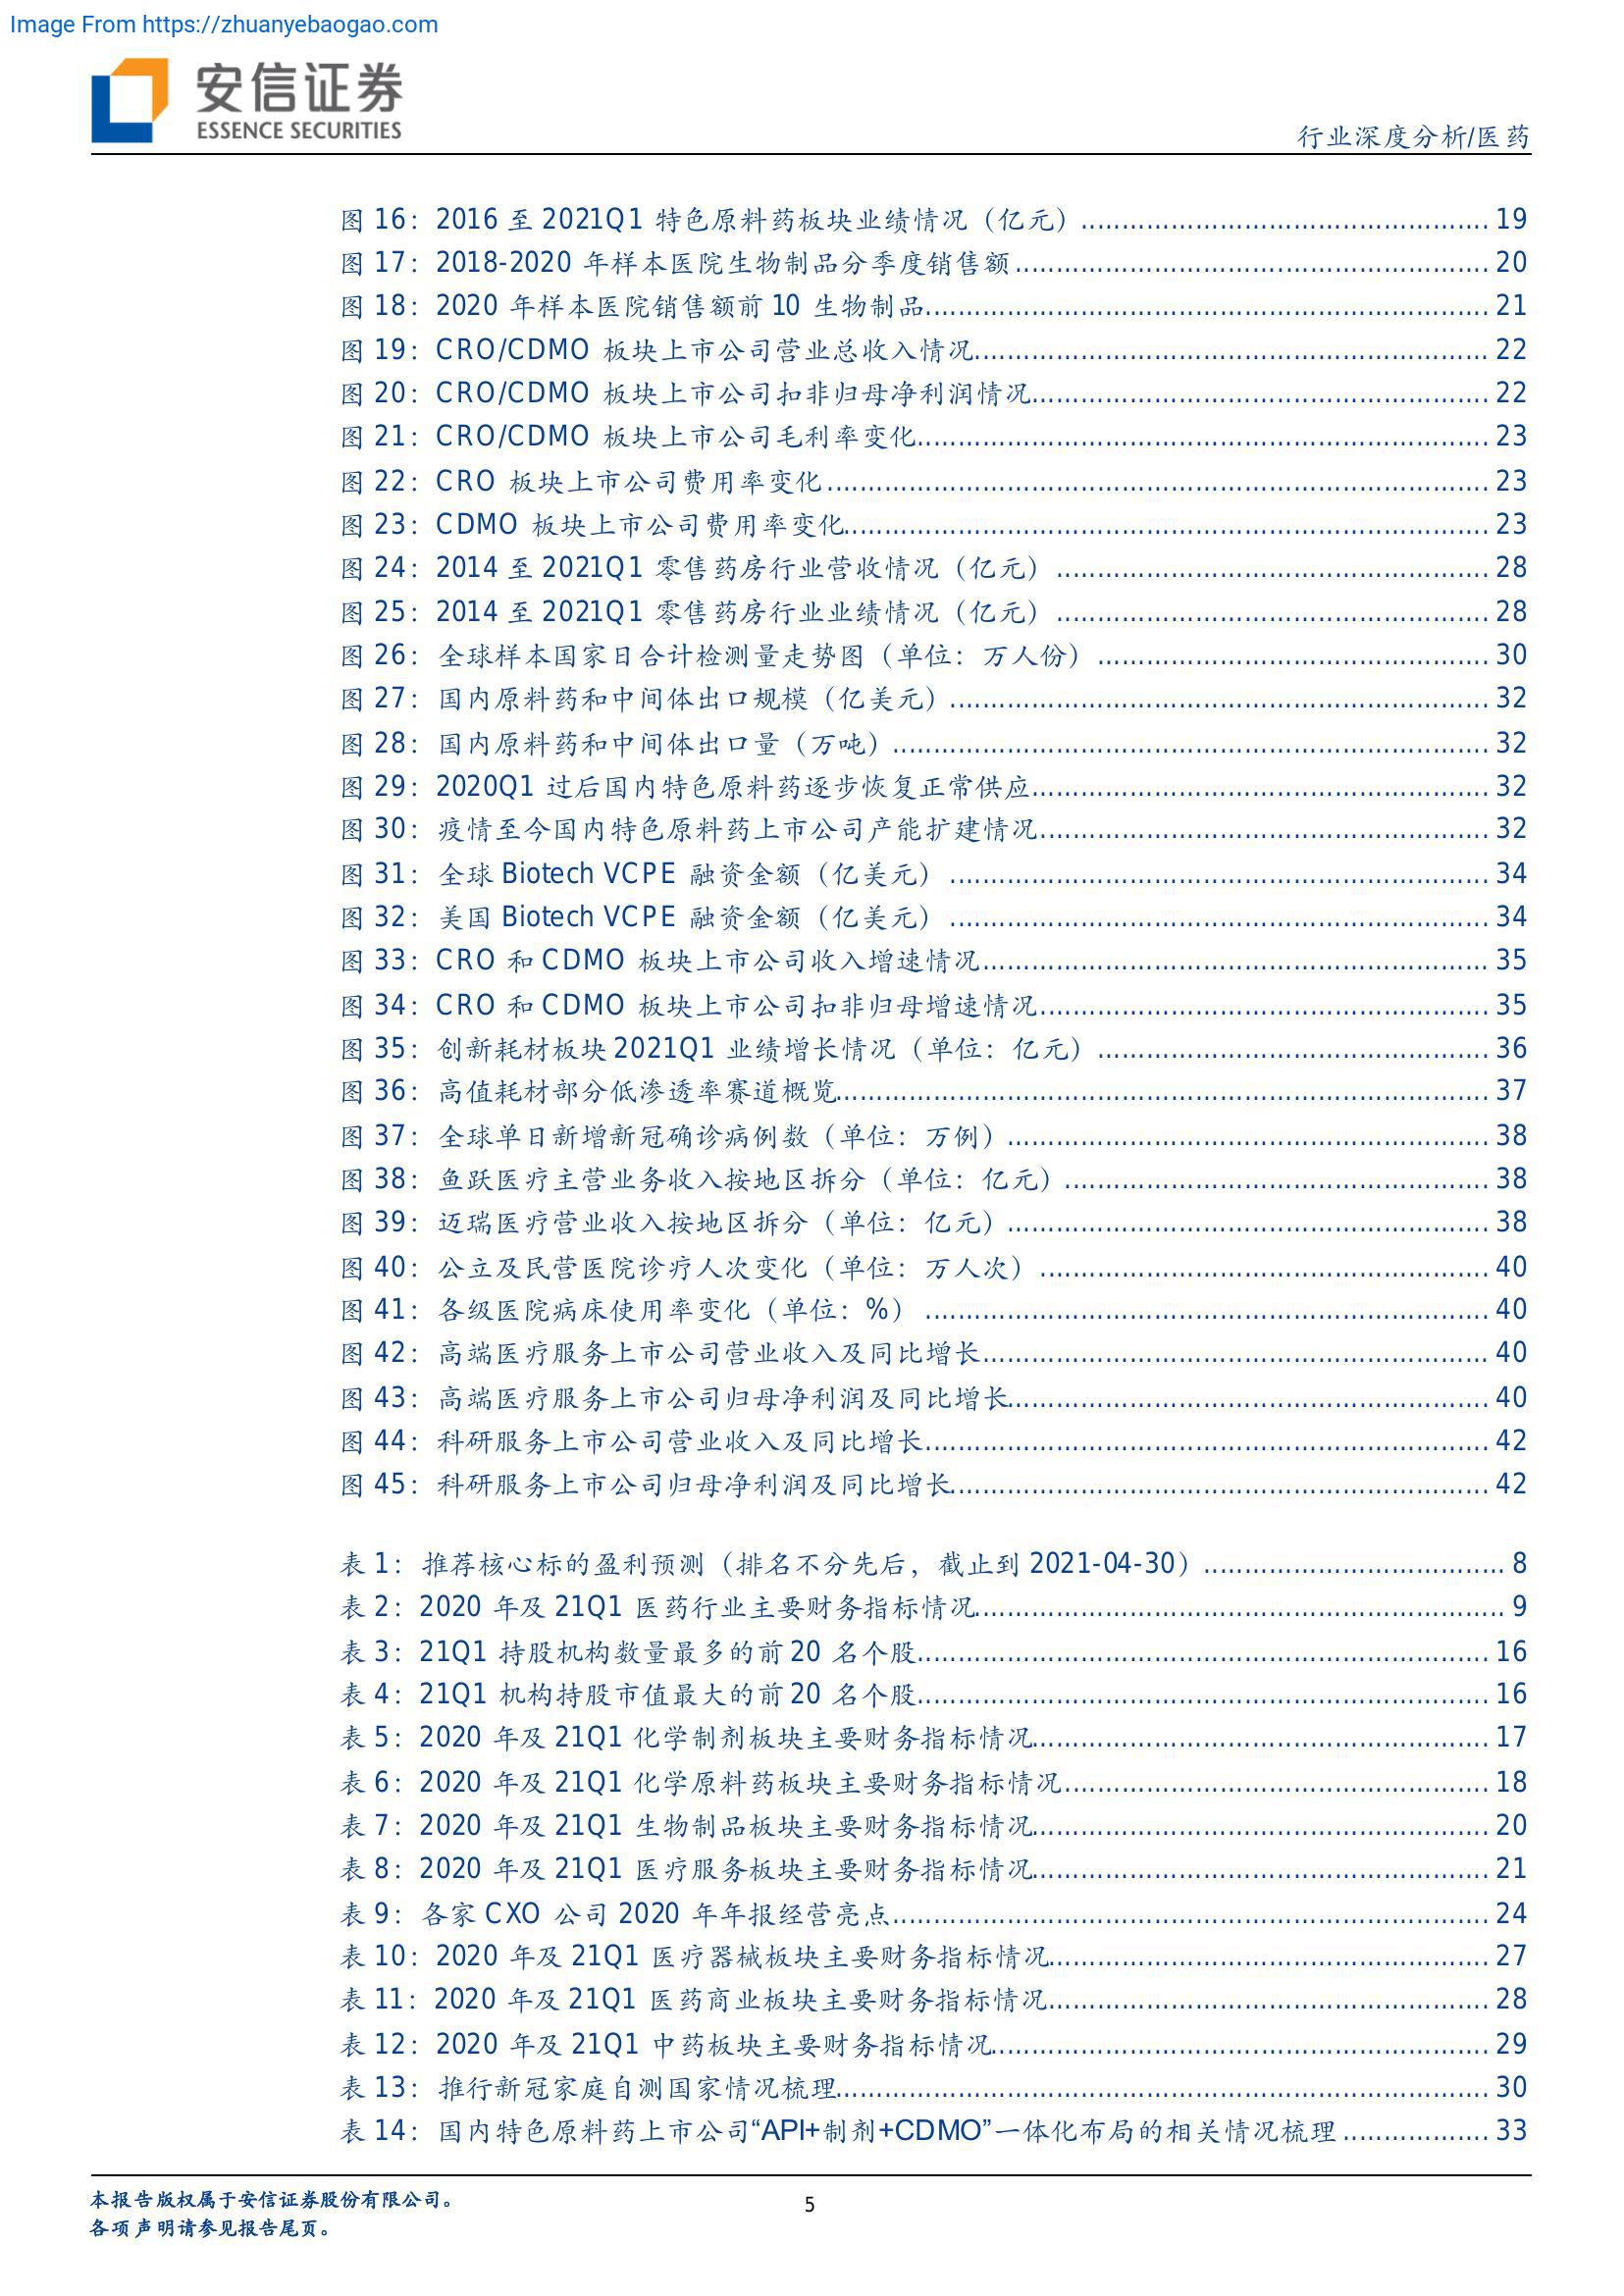 Image From https://zhuanyebaogao.com
安信证券
ESSENCE SECURITIES
行业深度分析/医药
图 16：2016 至 2021Q1 特色原料药板块业绩情况（亿元）.................................................. 19
图 17：2018-2020 年样本医院生物制品分季度销售额.......................................................... 20
图 18：2020 年样本医院销售额前 10 生物制品..................................................................... 21
图 19：CRO/CDMO 板块上市公司营业总收入情况............................................................... 22
图 20：CRO/CDMO 板块上市公司扣非归母净利润情况........................................................ 22
图 21：CRO/CDMO 板块上市公司毛利率变化...................................................................... 23
图 22：CRO 板块上市公司费用率变化................................................................................. 23
图 23：CDMO 板块上市公司费用率变化............................................................................... 23
图 24：2014 至 2021Q1 零售药房行业营收情况（亿元）..................................................... 28
图 25：2014 至 2021Q1 零售药房行业业绩情况（亿元）..................................................... 28
图 26：全球样本国家日合计检测量走势图（单位：万人份）................................................ 30
图 27：国内原料药和中间体出口规模（亿美元）.................................................................. 32
图 28：国内原料药和中间体出口量（万吨）......................................................................... 32
图 29：2020Q1 过后国内特色原料药逐步恢复正常供应........................................................ 32
图 30：疫情至今国内特色原料药上市公司产能扩建情况....................................................... 32
图 31：全球 Biotech VCPE 融资金额（亿美元）.................................................................. 34
图 32：美国 Biotech VCPE 融资金额（亿美元）.................................................................. 34
图 33：CRO 和 CDMO 板块上市公司收入增速情况.............................................................. 35
图 34：CRO 和 CDMO 板块上市公司扣非归母增速情况....................................................... 35
图 35：创新耗材板块 2021Q1 业绩增长情况（单位：亿元）................................................ 36
图 36：高值耗材部分低渗透率赛道概览................................................................................ 37
图 37：全球单日新增新冠确诊病例数（单位：万例）........................................................... 38
图 38：鱼跃医疗主营业务收入按地区拆分（单位：亿元）.................................................... 38
图 39：迈瑞医疗营业收入按地区拆分（单位：亿元）........................................................... 38
图 40：公立及民营医院诊疗人次变化（单位：万人次）....................................................... 40
图 41：各级医院病床使用率变化（单位：%）..................................................................... 40
图 42：高端医疗服务上市公司营业收入及同比增长.............................................................. 40
图 43：高端医疗服务上市公司归母净利润及同比增长........................................................... 40
图 44：科研服务上市公司营业收入及同比增长..................................................................... 42
图 45：科研服务上市公司归母净利润及同比增长.................................................................. 42
表 1：推荐核心标的盈利预测（排名不分先后，截止到 2021-04-30）..................................... 8
表 2：2020 年及 21Q1 医药行业主要财务指标情况................................................................. 9
表 3：21Q1 持股机构数量最多的前 20 名个股...................................................................... 16
表 4：21Q1 机构持股市值最大的前 20 名个股...................................................................... 16
表 5：2020 年及 21Q1 化学制剂板块主要财务指标情况........................................................ 17
表 6：2020 年及 21Q1 化学原料药板块主要财务指标情况.................................................... 18
表 7：2020 年及 21Q1 生物制品板块主要财务指标情况........................................................ 20
表 8：2020 年及 21Q1 医疗服务板块主要财务指标情况........................................................ 21
表 9：各家 CXO 公司 2020 年年报经营亮点......................................................................... 24
表 10：2020 年及 21Q1 医疗器械板块主要财务指标情况...................................................... 27
表 11：2020 年及 21Q1 医药商业板块主要财务指标情况...................................................... 28
表 12：2020 年及 21Q1 中药板块主要财务指标情况............................................................. 29
表 13：推行新冠家庭自测国家情况梳理................................................................................ 30
表 14：国内特色原料药上市公司“API+制剂+CDMO”一体化布局的相关情况梳理.................. 33
本报告版权属于安信证券股份有限公司。
各项声明请参见报告尾页。
5